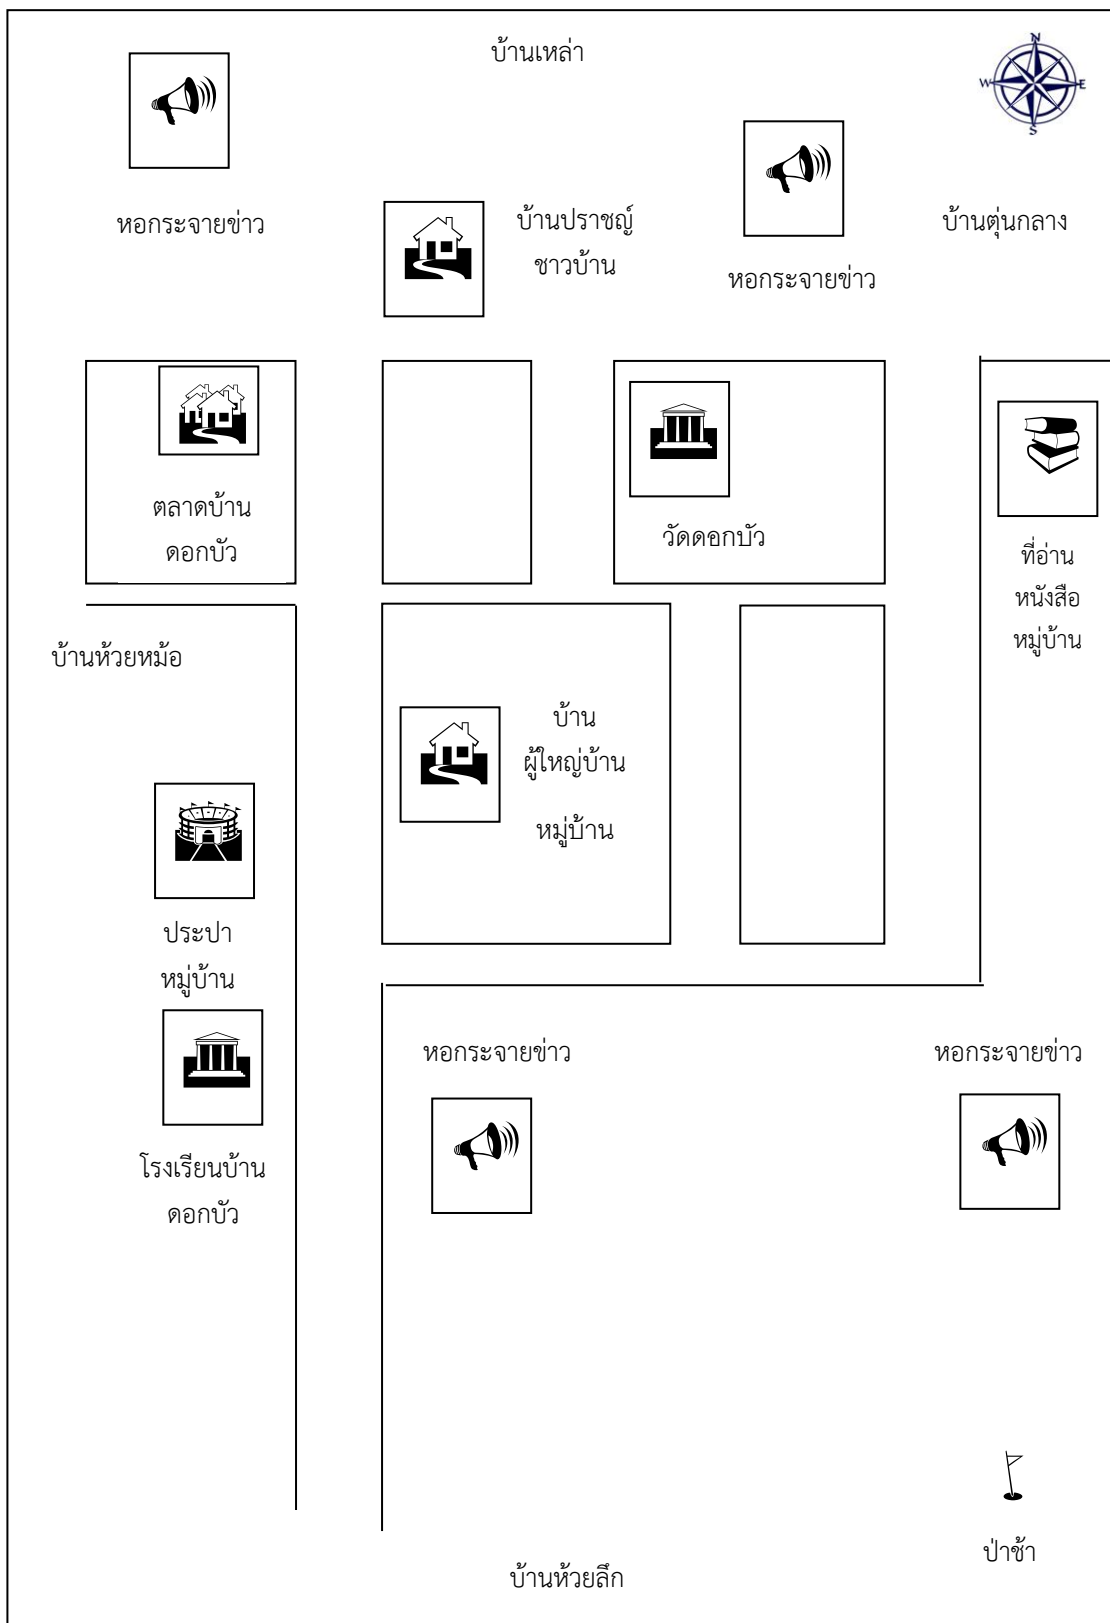 บ้านเหล่า
N
W
E
S
หอกระจายข่าว
บ้านปราชญ์
ชาวบ้าน
บ้านตุ่นกลาง
หอกระจายข่าว
ตลาดบ้าน
ดอกบัว
วัดดอกบัว
ที่อ่าน
หนังสือ
หมู่บ้าน
บ้านห้วยหม้อ
บ้าน
ผู้ใหญ่บ้าน
หมู่บ้าน
ประปา
หมู่บ้าน
หอกระจายข่าว
หอกระจายข่าว
โรงเรียนบ้าน
ดอกบัว
ป่าช้า
บ้านห้วยลึก